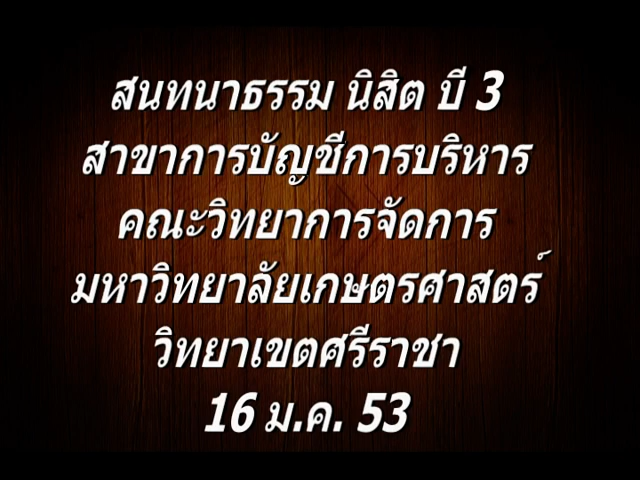 สนทนาธรรม นิสิต ปี 3
สาขาการบัญชีการบริหาร
คณะวิทยาการจัดการ
มหาวิทยาลัยเกษตรศาสตร์
วิทยาเขตศรีราชา
16 ม.ค. 53